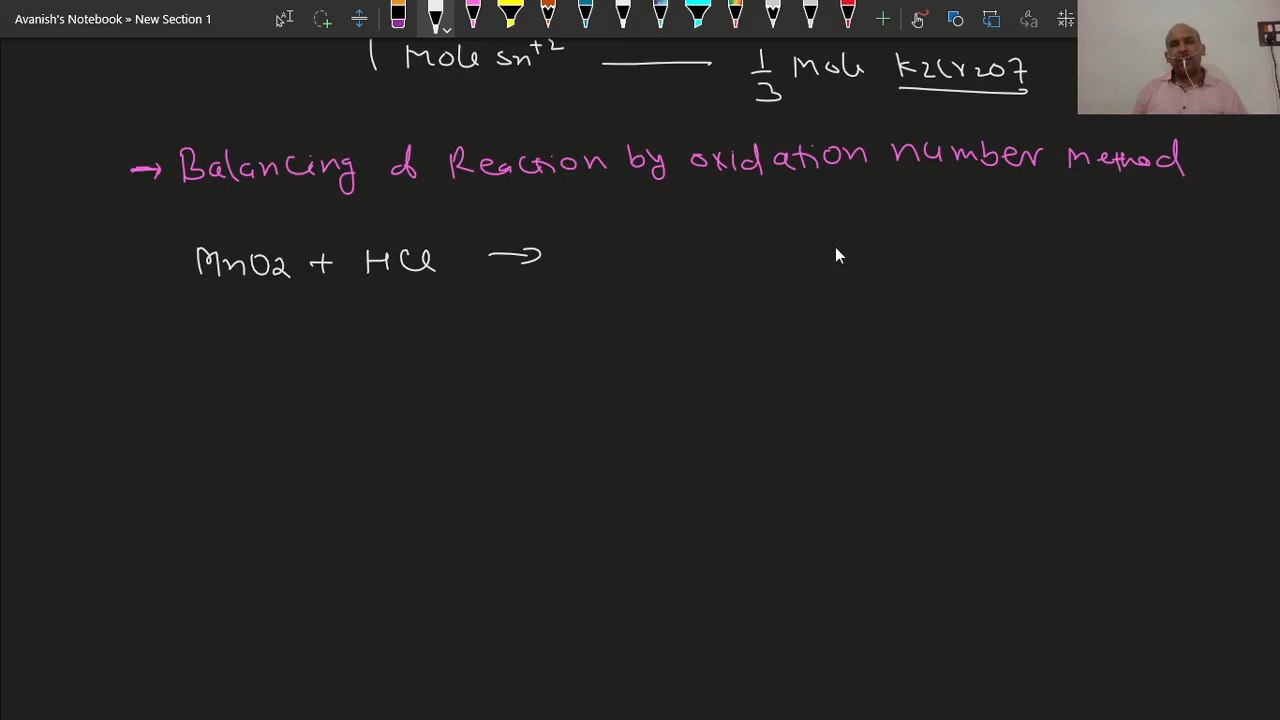 Avanish's Notebook » New Section 1
1 Mole Sn+2 —— 1/3 Mole K2Cr2O7
→ Balancing of Reaction by oxidation number method
MnO2 + HCl →